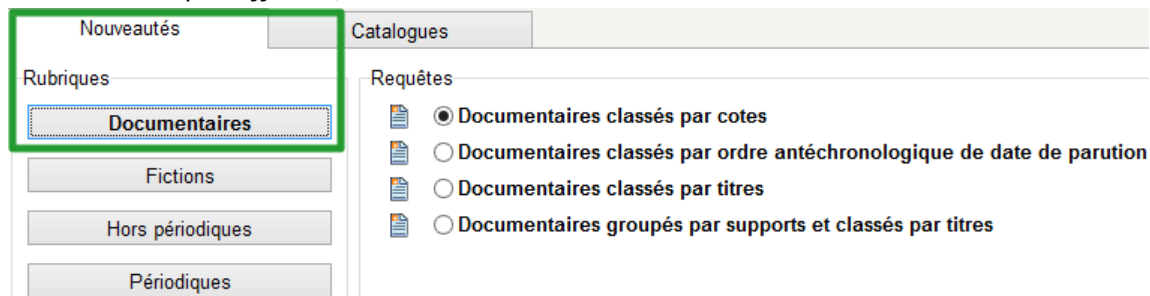 Nouveautés
Catalogues
Rubriques
Requêtes
Documentaires
Documentaires classés par cotes
Documentaires classés par ordre antéchronologique de date de parution
Fictions
Documentaires classés par titres
Hors périodiques
Documentaires groupés par supports et classés par titres
Périodiques